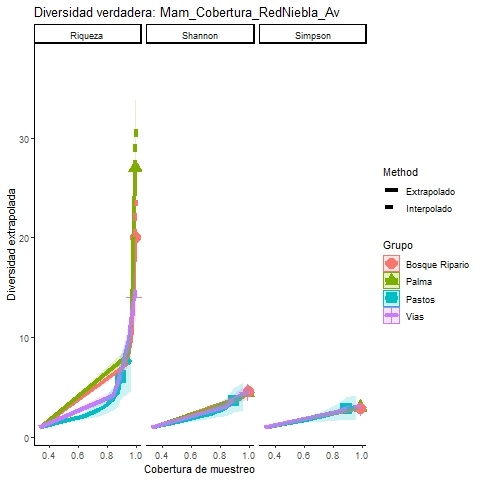 Diversidad verdadera: Mam_Cobertura_RedNiebla_Av
Riqueza
Shannon
Simpson
Diversidad extrapolada
30
20
10
0
0.4 0.6 0.8 1.0
0.4 0.6 0.8 1.0
0.4 0.6 0.8 1.0
Cobertura de muestreo
Method
Extrapolado
Interpolado
Grupo
Bosque Ripario
Palma
Pastos
Vias